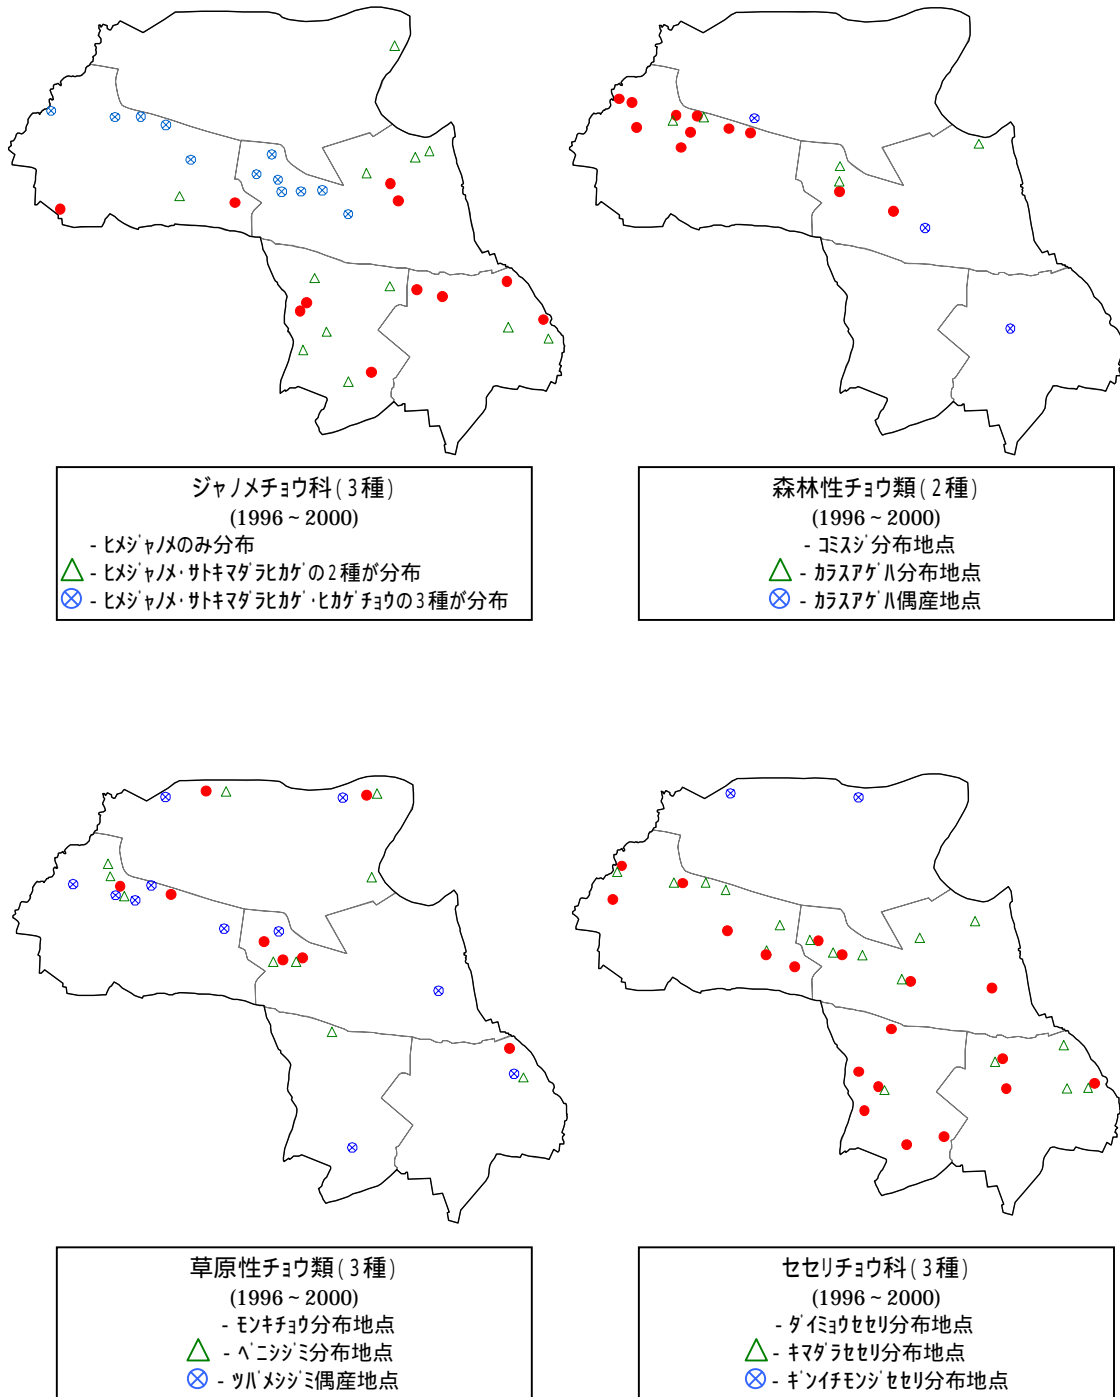 ジャノメチョウ科(3種)
(1996～2000)
- ﾋﾒｼﾞｬﾉﾒのみ分布
△ - ﾋﾒｼﾞｬﾉﾒ・ｻﾄｷﾏﾀﾞﾗﾋｶｹﾞの2種が分布
⊗ - ﾋﾒｼﾞｬﾉﾒ・ｻﾄｷﾏﾀﾞﾗﾋｶｹﾞ・ﾋｶｹﾞﾁｮｳの3種が分布
森林性チョウ類(2種)
(1996～2000)
- ｺﾐｽｼﾞ分布地点
△ - ｶﾗｽｱｹﾞﾊ分布地点
⊗ - ｶﾗｽｱｹﾞﾊ偶産地点
草原性チョウ類(3種)
(1996～2000)
- ﾓﾝｷﾁｮｳ分布地点
△ - ﾍﾞﾆｼｼﾞﾐ分布地点
⊗ - ﾂﾊﾞﾒｼｼﾞﾐ偶産地点
セセリチョウ科(3種)
(1996～2000)
- ﾀﾞｲﾐｮｳｾｾﾘ分布地点
△ - ｷﾏﾀﾞﾗｾｾﾘ分布地点
⊗ - ｷﾞﾝｲﾁﾓﾝｼﾞｾｾﾘ分布地点